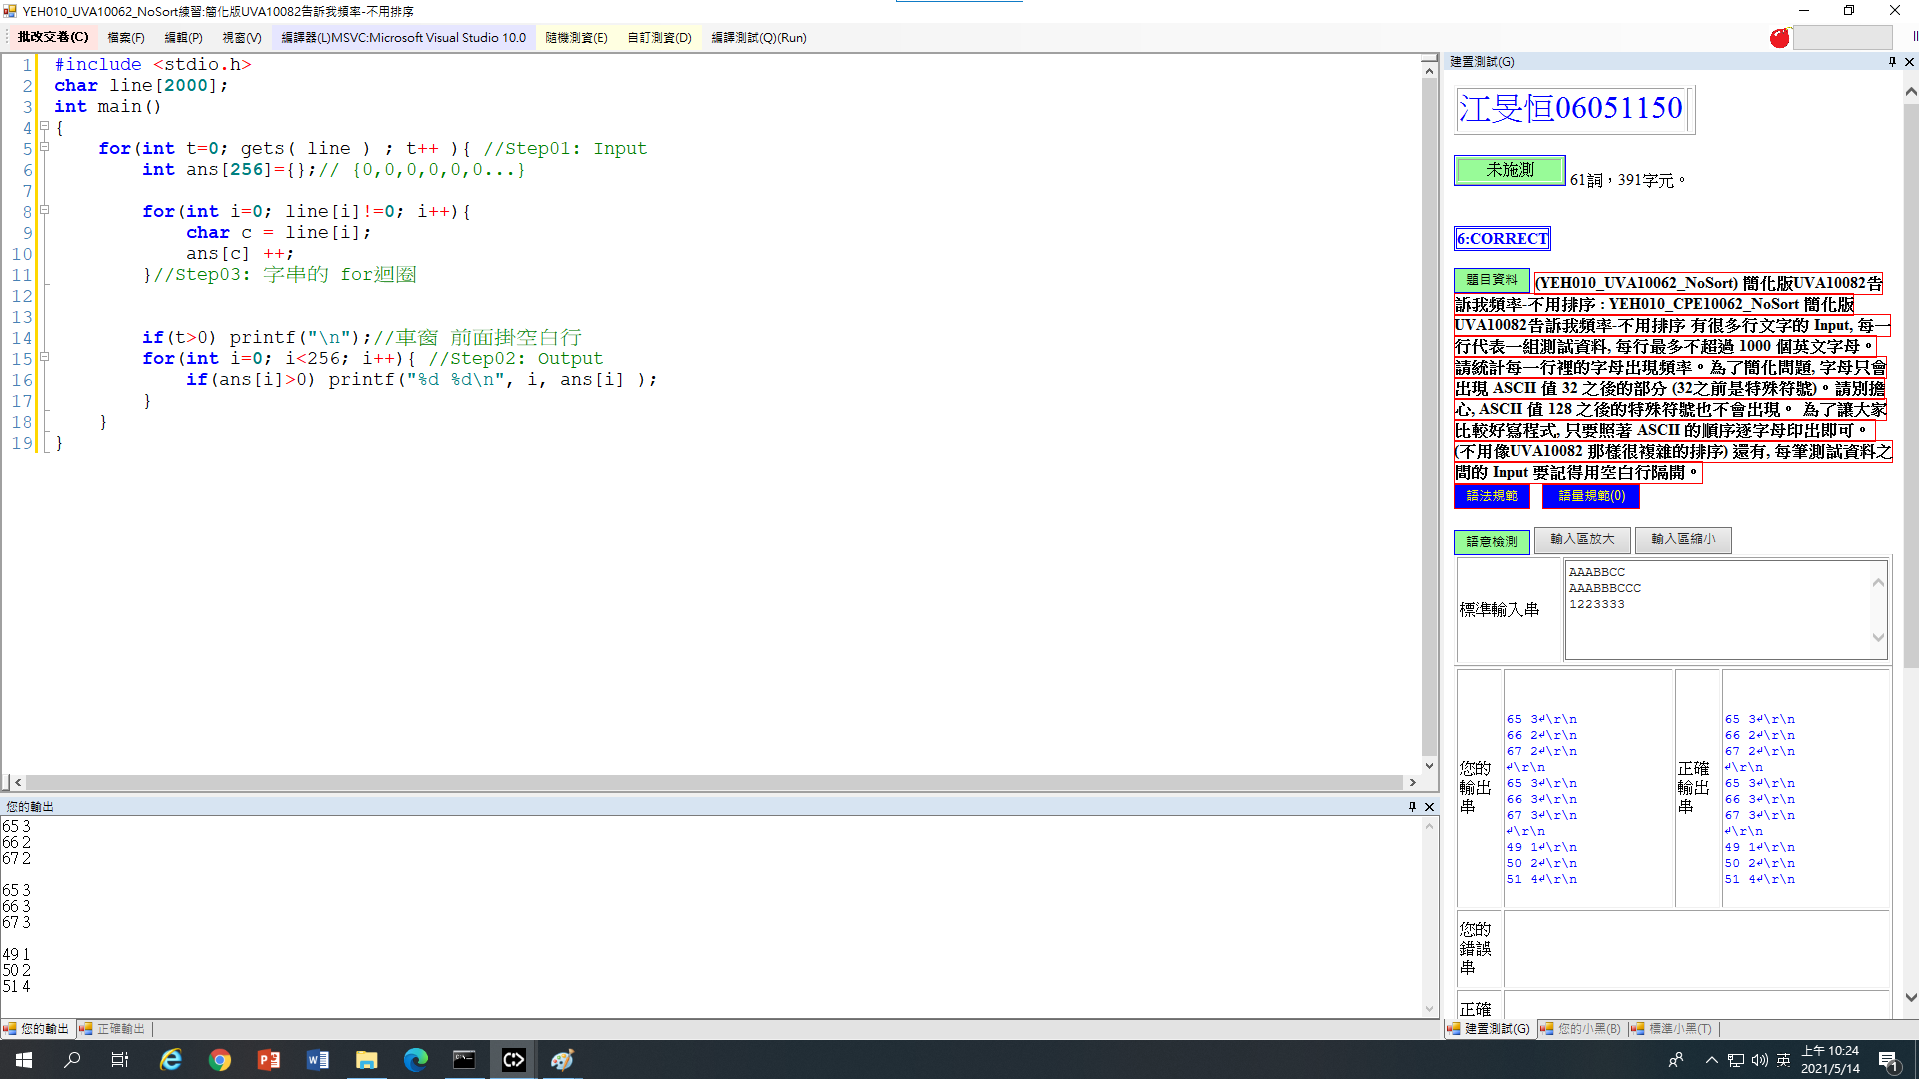 YEH010_UVA10062_NoSort練習:簡化版UVA10082告訴我頻率-不用排序
批改交卷(C) 檔案(F) 編輯(P) 視窗(V) 編譯器(L)MSVC:Microsoft Visual Studio 10.0 隨機測資(E) 自訂測資(D) 編譯測試(Q)(Run)
1 #include <stdio.h>
2 char line[2000];
3 int main()
4 {
5 for(int t=0; gets( line ) ; t++ ){ //Step01: Input
6 int ans[256]={};// {0,0,0,0,0,0...}
7
8 for(int i=0; line[i]!=0; i++){
9 char c = line[i];
10 ans[c] ++;
11 }//Step03: 字串的 for迴圈
12
13
14 if(t>0) printf("\n");//車窗 前面掛空白行
15 for(int i=0; i<256; i++){ //Step02: Output
16 if(ans[i]>0) printf("%d %d\n", i, ans[i] );
17 }
18 }
19 }
您的輸出
65 3
66 2
67 2
65 3
66 3
67 3
49 1
50 2
51 4
您的輸出 正確輸出
建置測試(G)
江旻恒06051150
未施測 61詞，391字元。
6:CORRECT
題目資料 (YEH010_UVA10062_NoSort) 簡化版UVA10082告
訴我頻率-不用排序 : YEH010_CPE10062_NoSort 簡化版
UVA10082告訴我頻率-不用排序 有很多行文字的 Input, 每一
行代表一組測試資料, 每行最多不超過 1000 個英文字母。
請統計每一行裡的字母出現頻率。為了簡化問題, 字母只會
出現 ASCII 值 32 之後的部分 (32之前是特殊符號)。請別擔
心, ASCII 值 128 之後的特殊符號也不會出現。 為了讓大家
比較好寫程式, 只要照著 ASCII 的順序逐字母印出即可。
(不用像UVA10082 那樣很複雜的排序) 還有, 每筆測試資料之
間的 Input 要記得用空白行隔開。
語法規範 語量規範(0)
語意檢測 輸入區放大 輸入區縮小
標準輸入串
AAABBCC
AAABBBCCC
1223333
您的輸出串
65 3↵\r\n
66 2↵\r\n
67 2↵\r\n
↵\r\n
65 3↵\r\n
66 3↵\r\n
67 3↵\r\n
↵\r\n
49 1↵\r\n
50 2↵\r\n
51 4↵\r\n
正確輸出串
65 3↵\r\n
66 2↵\r\n
67 2↵\r\n
↵\r\n
65 3↵\r\n
66 3↵\r\n
67 3↵\r\n
↵\r\n
49 1↵\r\n
50 2↵\r\n
51 4↵\r\n
您的錯誤串
正確
建置測試(G) 您的小黑(B) 標準小黑(T)
英 上午 10:24
2021/5/14
1